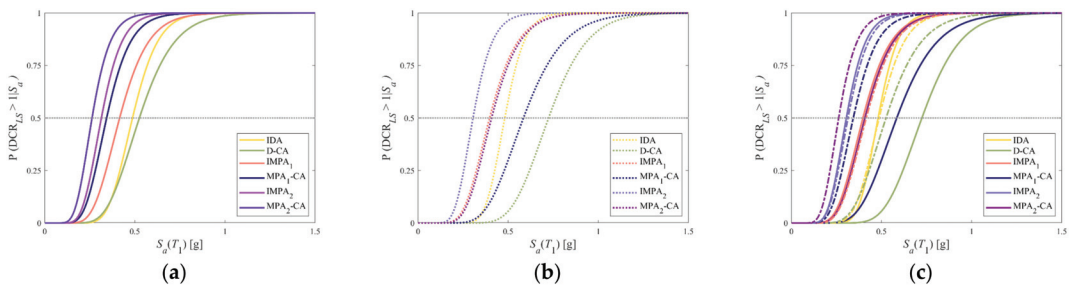 1
0.75
0.5
0.25
0
P (DCR_LS > 1|S_a)
IDA
D-CA
IMPA_1
MPA_1-CA
IMPA_2
MPA_2-CA
0 0.5 1 1.5
S_a(T_1) [g]
(a)
1
0.75
0.5
0.25
0
P (DCR_LS > 1|S_a)
IDA
D-CA
IMPA_1
MPA_1-CA
IMPA_2
MPA_2-CA
0 0.5 1 1.5
S_a(T_1) [g]
(b)
1
0.75
0.5
0.25
0
P (DCR_LS > 1|S_a)
IDA
D-CA
IMPA_1
MPA_1-CA
IMPA_2
MPA_2-CA
0 0.5 1 1.5
S_a(T_1) [g]
(c)